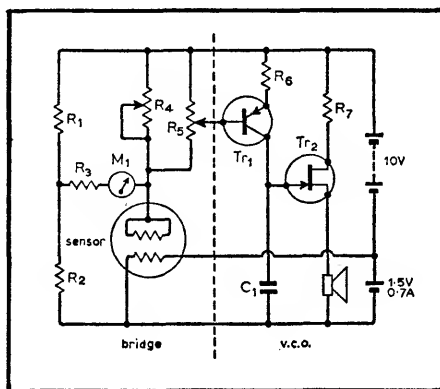 R6
R1
R4
R5
R7
Tr1
Tr2
10V
R3
M1
sensor
R2
C1
1.5V
0.7A
bridge
v.c.o.